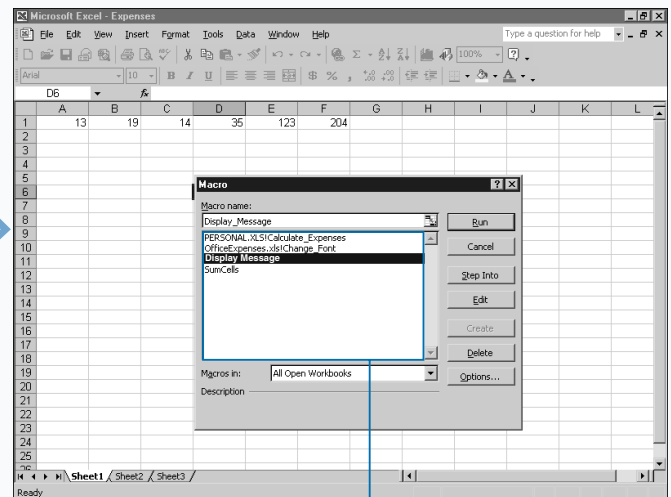 Microsoft Excel - Expenses
File Edit View Insert Format Tools Data Window Help Type a question for help
100%
Arial 10 B I U $ % ,
D6 fx
A B C D E F G H I J K L
1 13 19 14 35 123 204
2
3
4
5
6
7
8
9
10
11
12
13
14
15
16
17
18
19
20
21
22
23
24
25
26
Macro
Macro name:
Display_Message
PERSONAL.XLS!Calculate_Expenses
OfficeExpenses.xls!Change_Font
Display Message
SumCells
Macros in: All Open Workbooks
Description
Run
Cancel
Step Into
Edit
Create
Delete
Options...
Sheet1 Sheet2 Sheet3
Ready